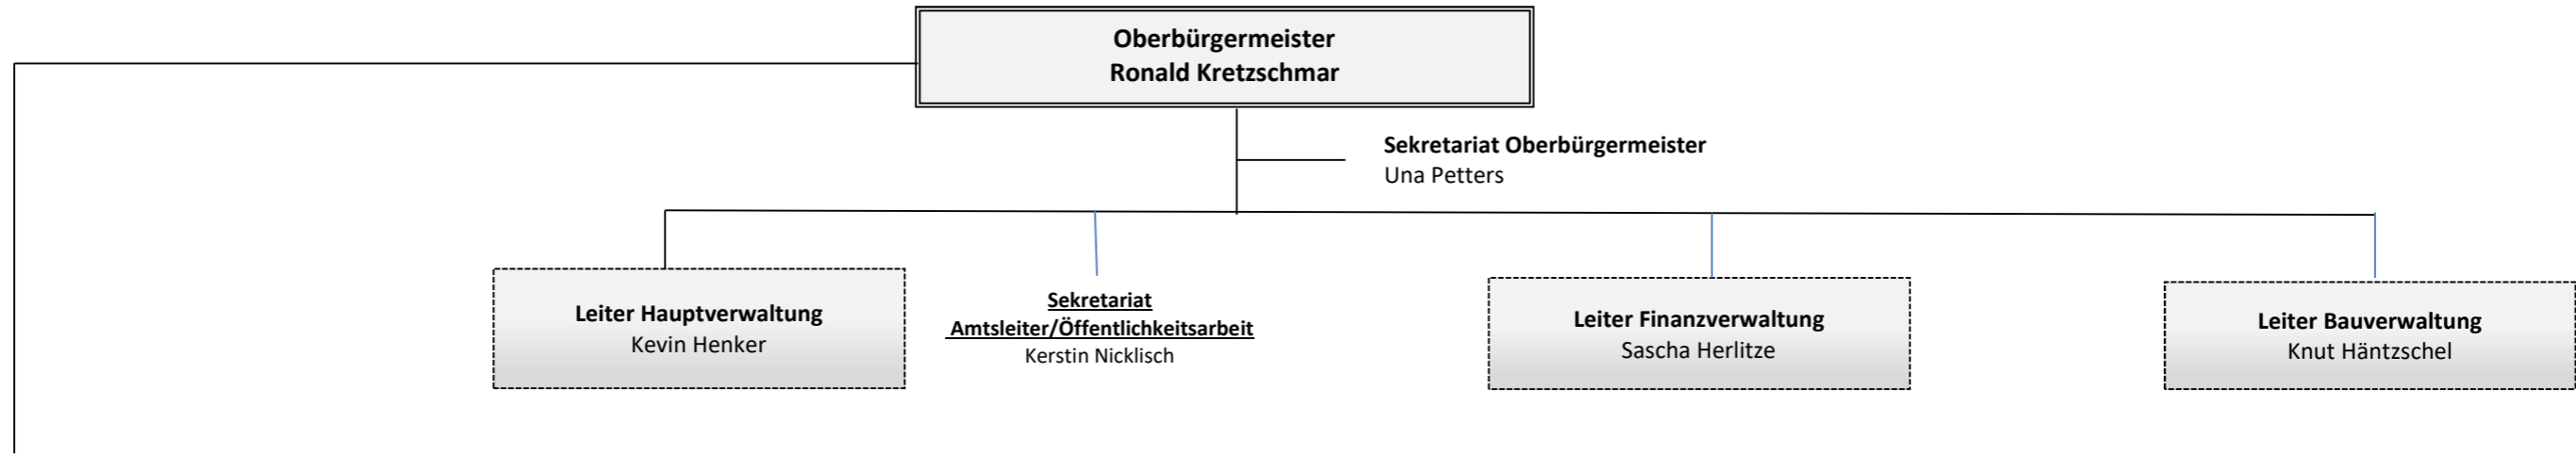 Oberbürgermeister
Ronald Kretzschmar
Sekretariat Oberbürgermeister
Una Petters
Leiter Hauptverwaltung
Kevin Henker
Sekretariat
Amtsleiter/Öffentlichkeitsarbeit
Kerstin Nicklisch
Leiter Finanzverwaltung
Sascha Herlitze
Leiter Bauverwaltung
Knut Häntzschel